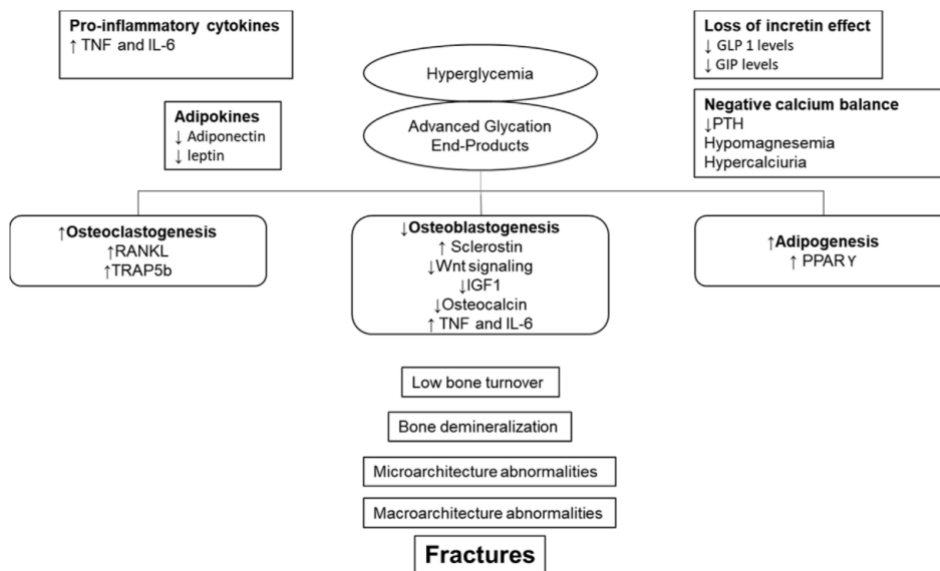 Pro-inflammatory cytokines
↑ TNF and IL-6
Hyperglycemia
Loss of incretin effect
↓ GLP 1 levels
↓ GIP levels
Adipokines
↓ Adiponectin
↓ leptin
Advanced Glycation
End-Products
Negative calcium balance
↓PTH
Hypomagnesemia
Hypercalciuria
↑Osteoclastogenesis
↑RANKL
↑TRAP5b
↓Osteoblastogenesis
↑ Sclerostin
↓Wnt signaling
↓IGF1
↓Osteocalcin
↑ TNF and IL-6
↑Adipogenesis
↑ PPARY
Low bone turnover
Bone demineralization
Microarchitecture abnormalities
Macroarchitecture abnormalities
Fractures